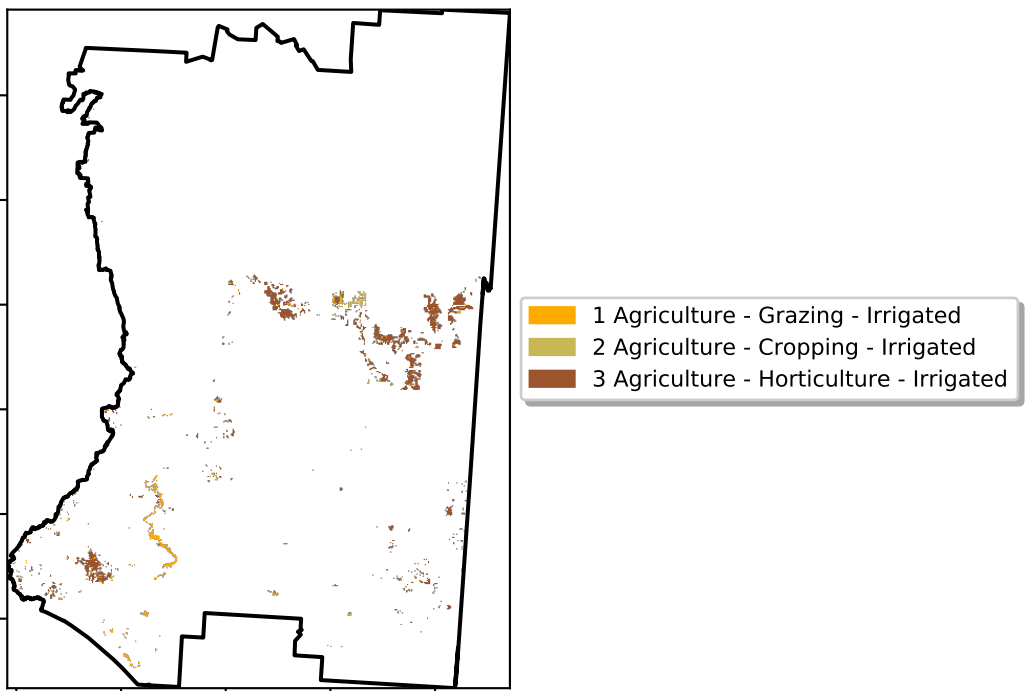 1 Agriculture - Grazing - Irrigated
2 Agriculture - Cropping - Irrigated
3 Agriculture - Horticulture - Irrigated